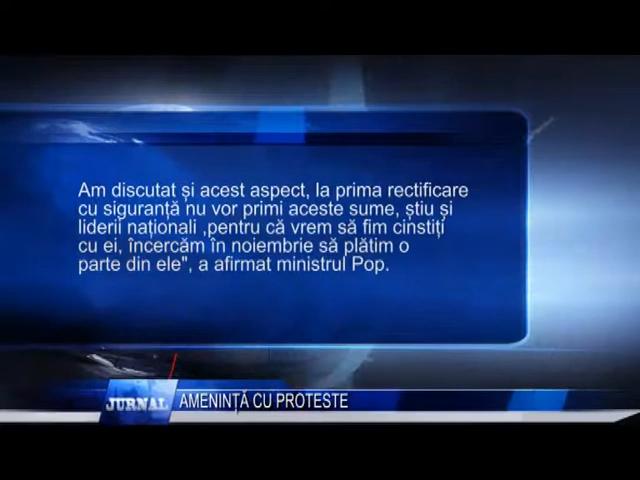 Am discutat și acest aspect, la prima rectificare
cu siguranță nu vor primi aceste sume, știu și
liderii naționali ,pentru că vrem să fim cinstiți
cu ei, încercăm în noiembrie să plătim o
parte din ele", a afirmat ministrul Pop.
JURNAL
AMENINȚĂ CU PROTESTE